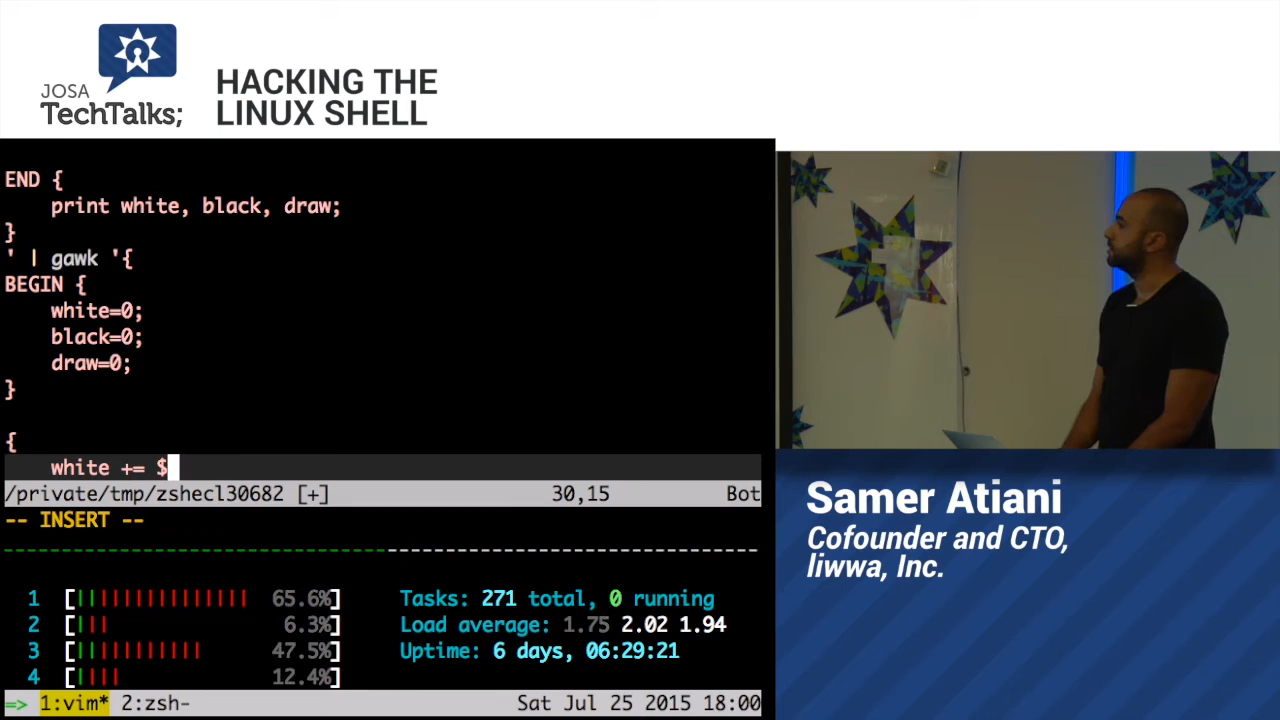 JOSA
TechTalks;
HACKING THE
LINUX SHELL
END {
    print white, black, draw;
}
' | gawk '{
BEGIN {
    white=0;
    black=0;
    draw=0;
}
{
    white += $
/private/tmp/zshecl30682 [+] 30,15 Bot
-- INSERT --
1 [||||||||||||||| 65.6%] Tasks: 271 total, 0 running
2 [||| 6.3%] Load average: 1.75 2.02 1.94
3 [||||||||||| 47.5%] Uptime: 6 days, 06:29:21
4 [|||| 12.4%]
=> 1:vim* 2:zsh- Sat Jul 25 2015 18:00
Samer Atiani
Cofounder and CTO,
liwwa, Inc.